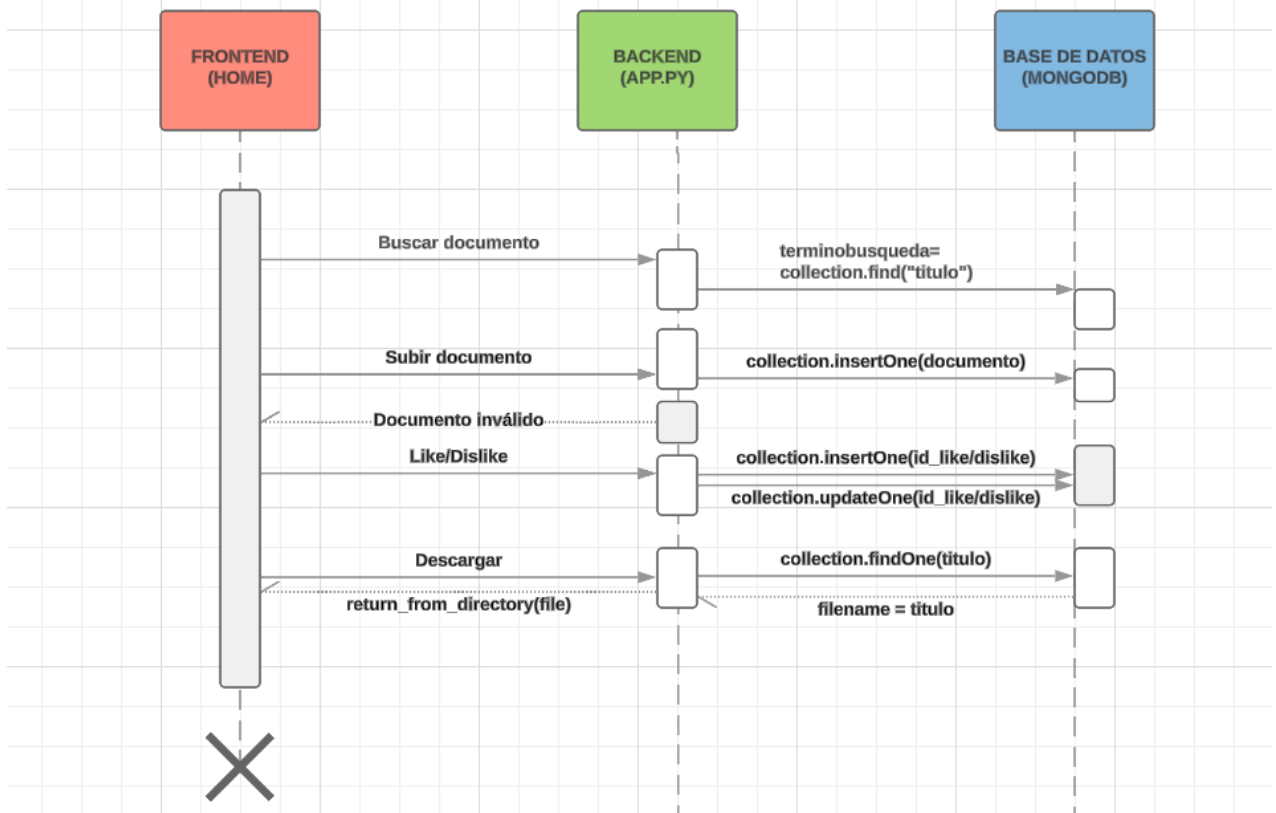 FRONTEND
(HOME)
BACKEND
(APP.PY)
BASE DE DATOS
(MONGODB)
Buscar documento
terminobusqueda=
collection.find("titulo")
Subir documento
collection.insertOne(documento)
Documento inválido
Like/Dislike
collection.insertOne(id_like/dislike)
collection.updateOne(id_like/dislike)
Descargar
collection.findOne(titulo)
return_from_directory(file)
filename = titulo